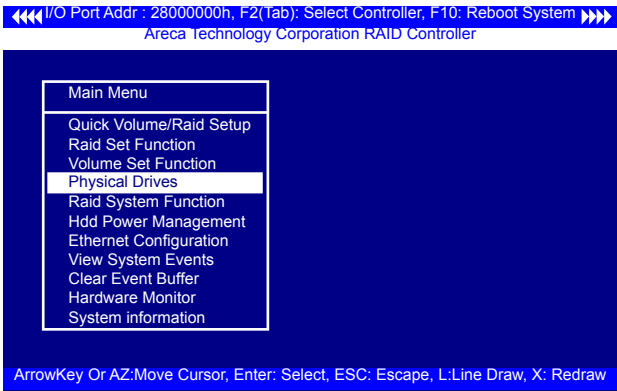 I/O Port Addr : 28000000h, F2(Tab): Select Controller, F10: Reboot System
Areca Technology Corporation RAID Controller
Main Menu
Quick Volume/Raid Setup
Raid Set Function
Volume Set Function
Physical Drives
Raid System Function
Hdd Power Management
Ethernet Configuration
View System Events
Clear Event Buffer
Hardware Monitor
System information
ArrowKey Or AZ:Move Cursor, Enter: Select, ESC: Escape, L:Line Draw, X: Redraw